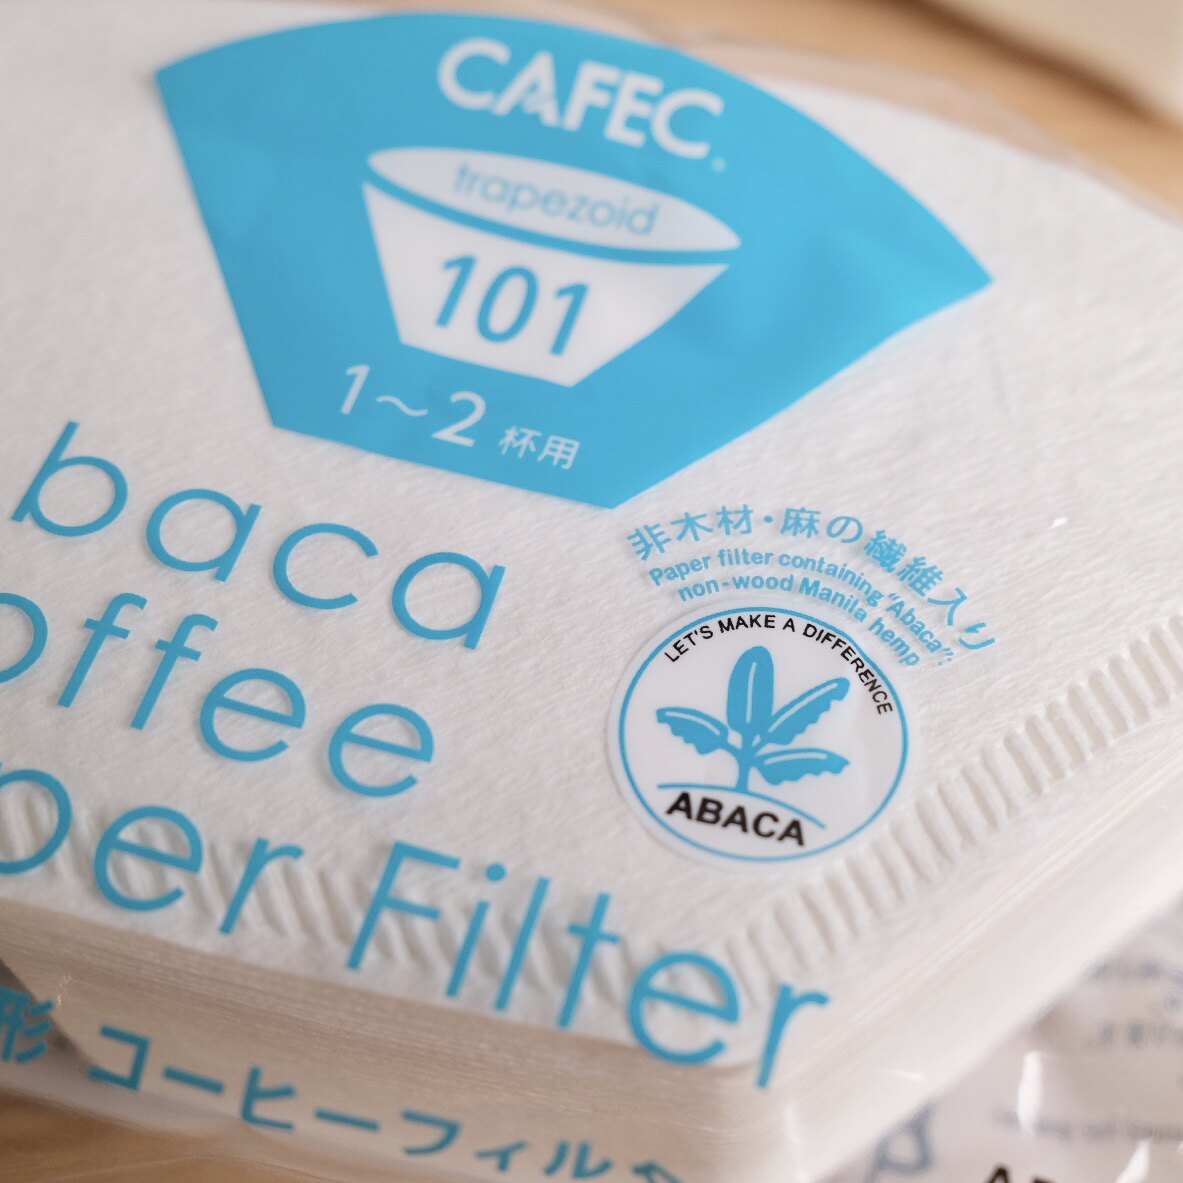 CAFEC
trapezoid
101
1〜2 杯用
baca
offee
per Filter
非木材・麻の繊維入り
Paper filter containing "Abaca":
non-wood Manila hemp
LET'S MAKE A DIFFERENCE
ABACA
形 コーヒーフィルタ